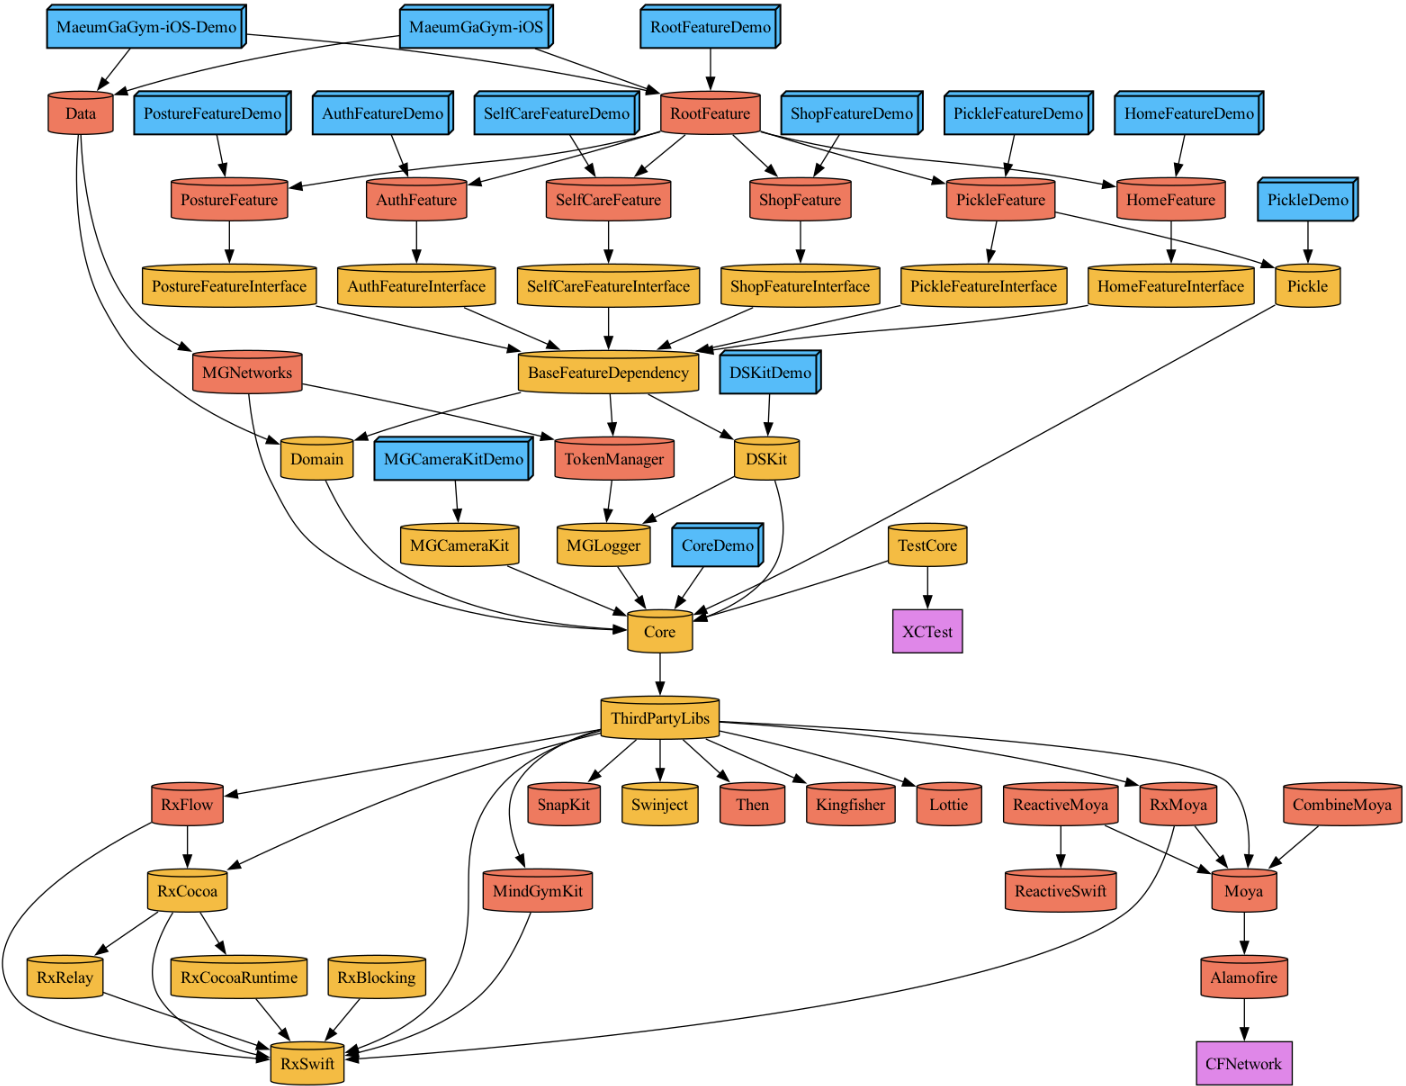 MaeumGaGym-iOS-Demo
MaeumGaGym-iOS
RootFeatureDemo
Data
PostureFeatureDemo
AuthFeatureDemo
SelfCareFeatureDemo
RootFeature
ShopFeatureDemo
PickleFeatureDemo
HomeFeatureDemo
PostureFeature
AuthFeature
SelfCareFeature
ShopFeature
PickleFeature
HomeFeature
PickleDemo
PostureFeatureInterface
AuthFeatureInterface
SelfCareFeatureInterface
ShopFeatureInterface
PickleFeatureInterface
HomeFeatureInterface
Pickle
MGNetworks
BaseFeatureDependency
DSKitDemo
Domain
MGCameraKitDemo
TokenManager
DSKit
MGCameraKit
MGLogger
CoreDemo
TestCore
Core
XCTest
ThirdPartyLibs
RxFlow
SnapKit
Swinject
Then
Kingfisher
Lottie
ReactiveMoya
RxMoya
CombineMoya
RxCocoa
MindGymKit
ReactiveSwift
Moya
RxRelay
RxCocoaRuntime
RxBlocking
Alamofire
RxSwift
CFNetwork